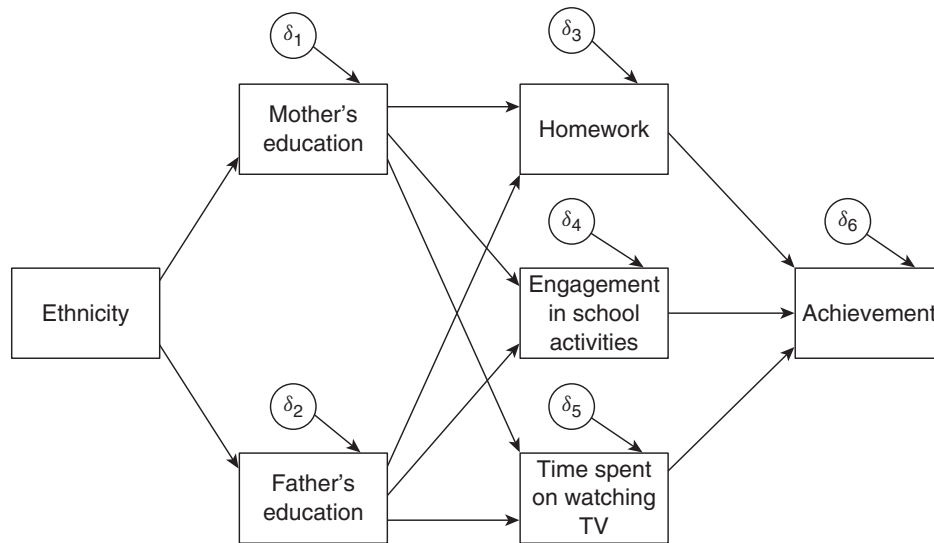 δ1
δ3
Mother's
education
Homework
δ4
δ6
Ethnicity
Engagement
in school
activities
Achievement
δ2
δ5
Father's
education
Time spent
on watching
TV